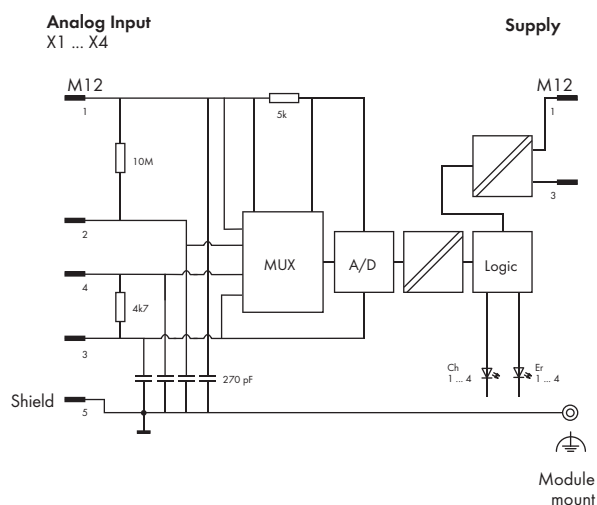 Analog Input
X1 ... X4
Supply
M12
M12
1
5k
1
10M
3
2
MUX
A/D
Logic
4
4k7
3
Ch
1 ... 4
Er
1 ... 4
270 pF
Shield
5
Module
mount